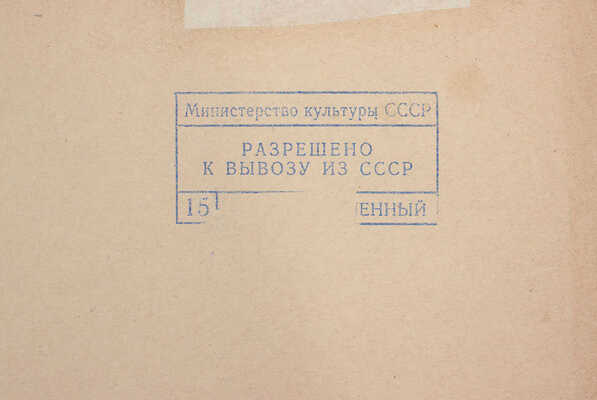 Министерство культуры СССР
РАЗРЕШЕНО
К ВЫВОЗУ ИЗ СССР
15 ЕННЫЙ